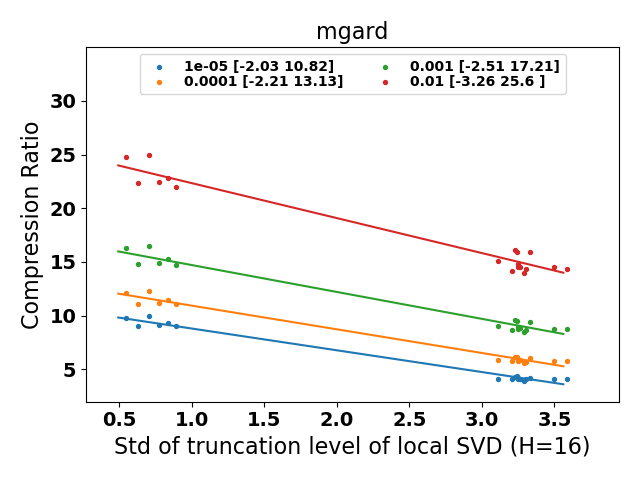 mgard
1e-05 [-2.03 10.82]
0.0001 [-2.21 13.13]
0.001 [-2.51 17.21]
0.01 [-3.26 25.6 ]
Compression Ratio
30
25
20
15
10
5
0.5 1.0 1.5 2.0 2.5 3.0 3.5
Std of truncation level of local SVD (H=16)